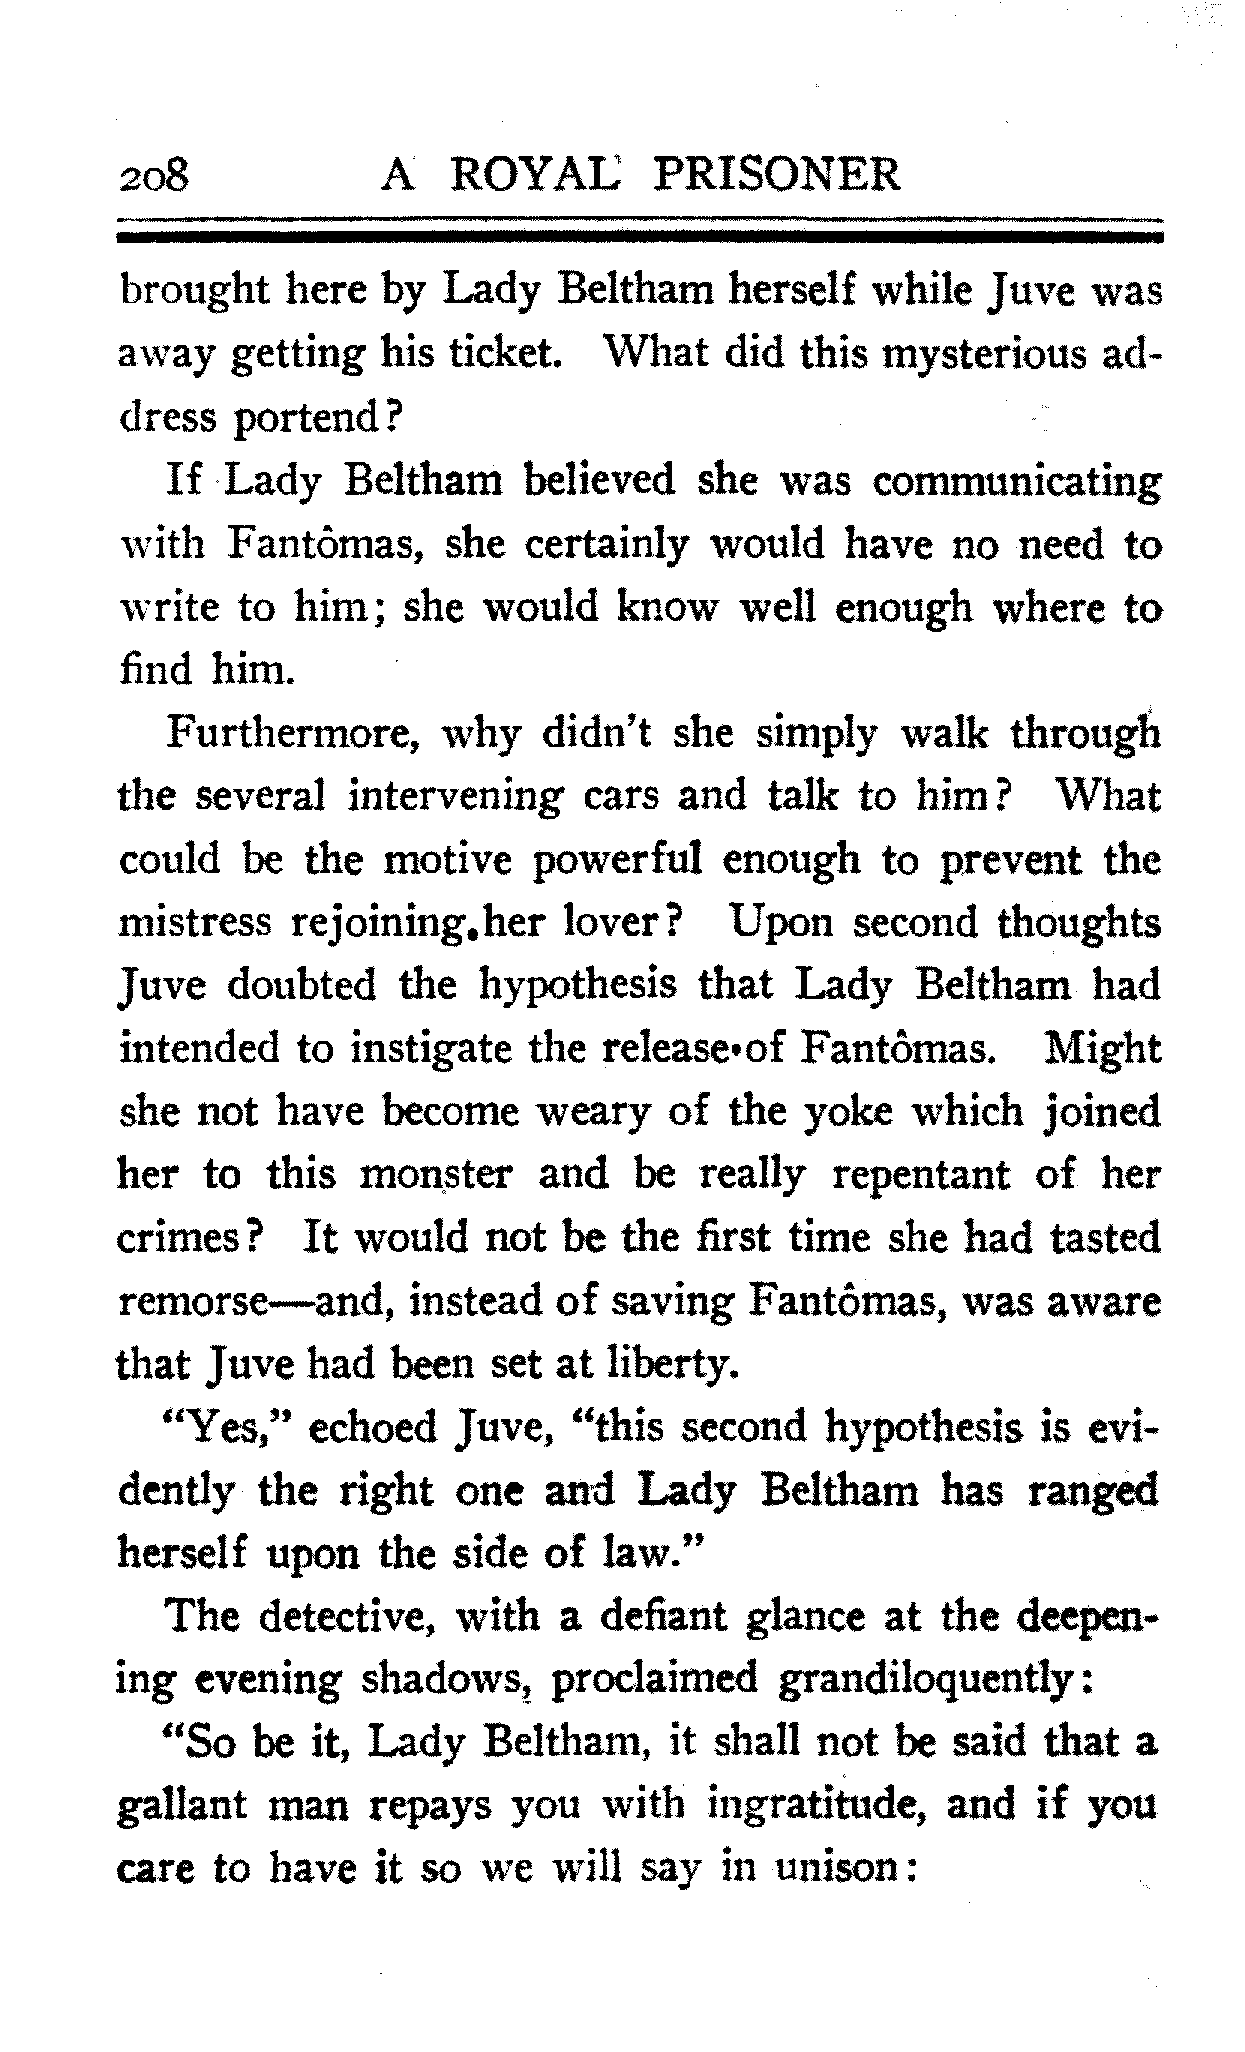 208 A ROYAL PRISONER
brought here by Lady Beltham herself while Juve was
away getting his ticket. What did this mysterious ad-
dress portend?
If Lady Beltham believed she was communicating
with Fantômas, she certainly would have no need to
write to him; she would know well enough where to
find him.
Furthermore, why didn't she simply walk through
the several intervening cars and talk to him? What
could be the motive powerful enough to prevent the
mistress rejoining her lover? Upon second thoughts
Juve doubted the hypothesis that Lady Beltham had
intended to instigate the release of Fantômas. Might
she not have become weary of the yoke which joined
her to this monster and be really repentant of her
crimes? It would not be the first time she had tasted
remorse—and, instead of saving Fantômas, was aware
that Juve had been set at liberty.
"Yes," echoed Juve, "this second hypothesis is evi-
dently the right one and Lady Beltham has ranged
herself upon the side of law."
The detective, with a defiant glance at the deepen-
ing evening shadows, proclaimed grandiloquently:
"So be it, Lady Beltham, it shall not be said that a
gallant man repays you with ingratitude, and if you
care to have it so we will say in unison: